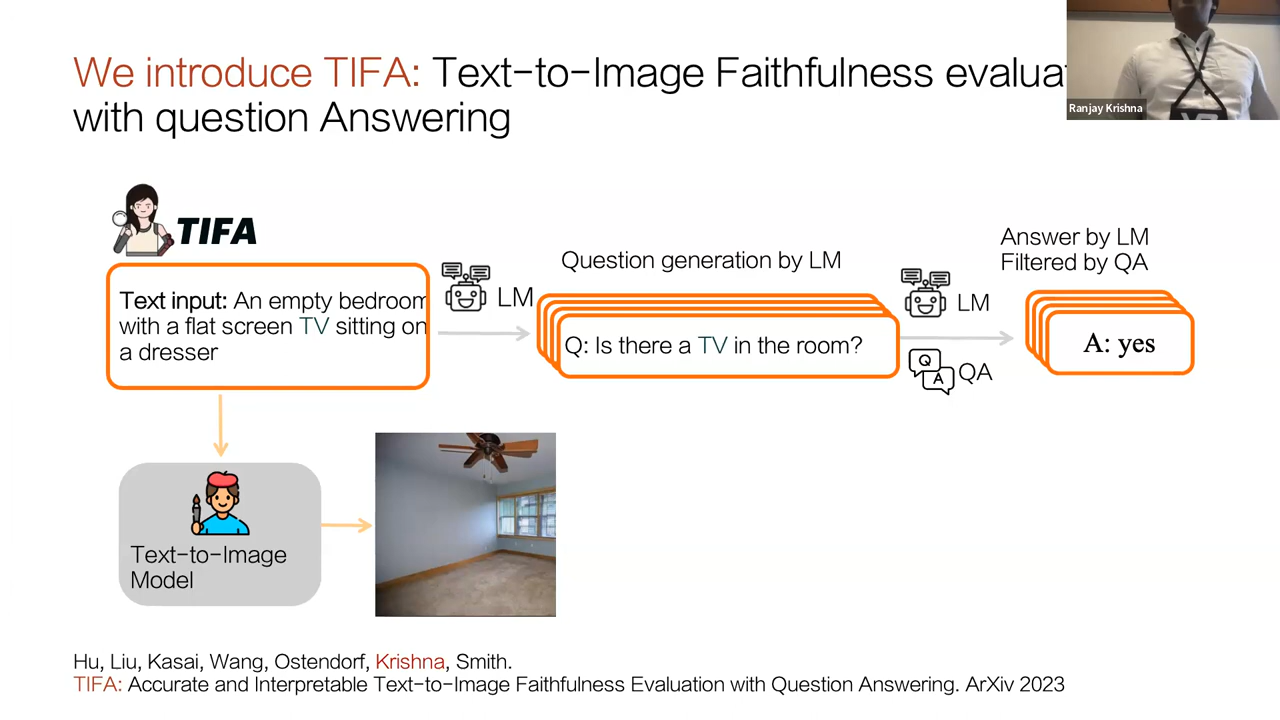 We introduce TIFA: Text-to-Image Faithfulness
with question Answering
Ranjay Krishna
TIFA
Answer by LM
Filtered by QA
Question generation by LM
Text input: An empty bedroom
with a flat screen TV sitting on
a dresser
LM
Q: Is there a TV in the room?
LM
Q
A
QA
A: yes
Text-to-Image
Model
Hu, Liu, Kasai, Wang, Ostendorf, Krishna, Smith.
TIFA: Accurate and Interpretable Text-to-Image Faithfulness Evaluation with Question Answering. ArXiv 2023